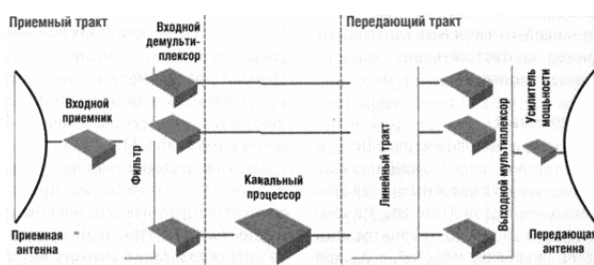 Приемный тракт
Передающий тракт
Входной
демульти-
плексор
Входной
приемник
Фильтр
Канальный
процессор
Линейный тракт
Выходной мультиплексор
Усилитель
мощьности
Приемная
антенна
Передающая
антенна